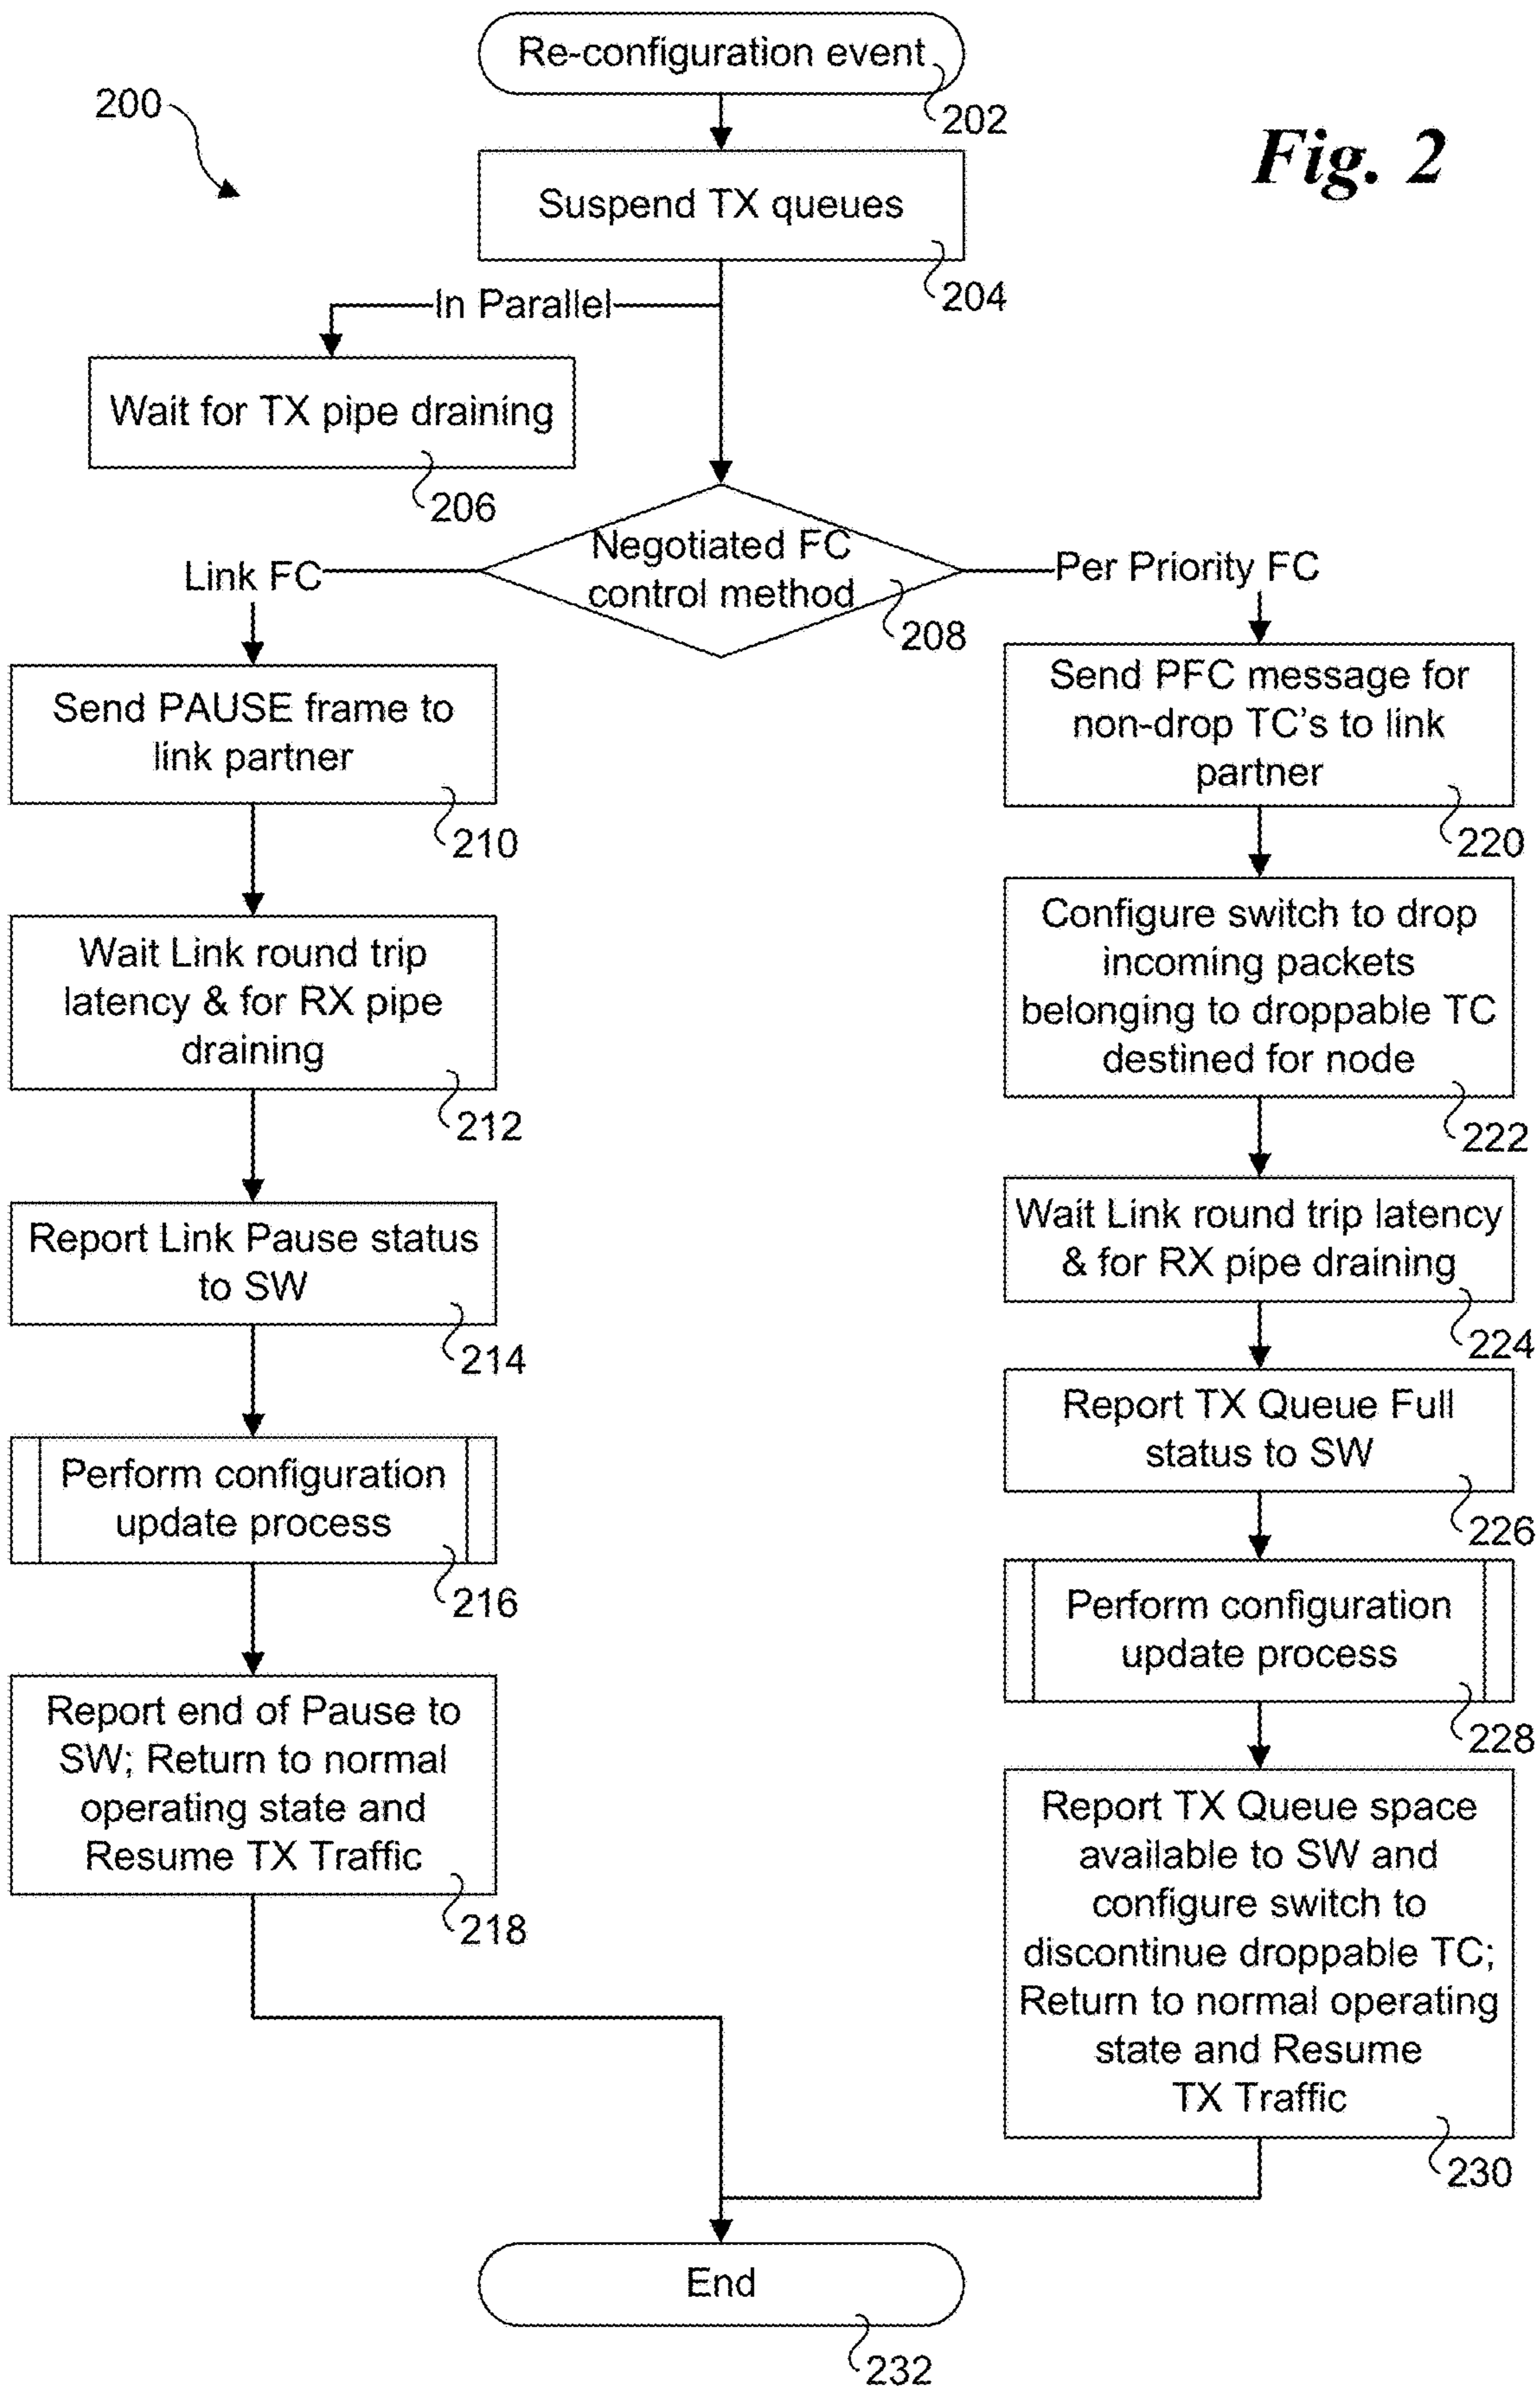 Re-configuration event
202
200
Fig. 2
Suspend TX queues
204
In Parallel
Wait for TX pipe draining
206
Negotiated FC
control method
208
Link FC
Per Priority FC
Send PAUSE frame to
link partner
210
Wait Link round trip
latency & for RX pipe
draining
212
Report Link Pause status
to SW
214
Perform configuration
update process
216
Report end of Pause to
SW; Return to normal
operating state and
Resume TX Traffic
218
Send PFC message for
non-drop TC's to link
partner
220
Configure switch to drop
incoming packets
belonging to droppable TC
destined for node
222
Wait Link round trip latency
& for RX pipe draining
224
Report TX Queue Full
status to SW
226
Perform configuration
update process
228
Report TX Queue space
available to SW and
configure switch to
discontinue droppable TC;
Return to normal operating
state and Resume
TX Traffic
230
End
232